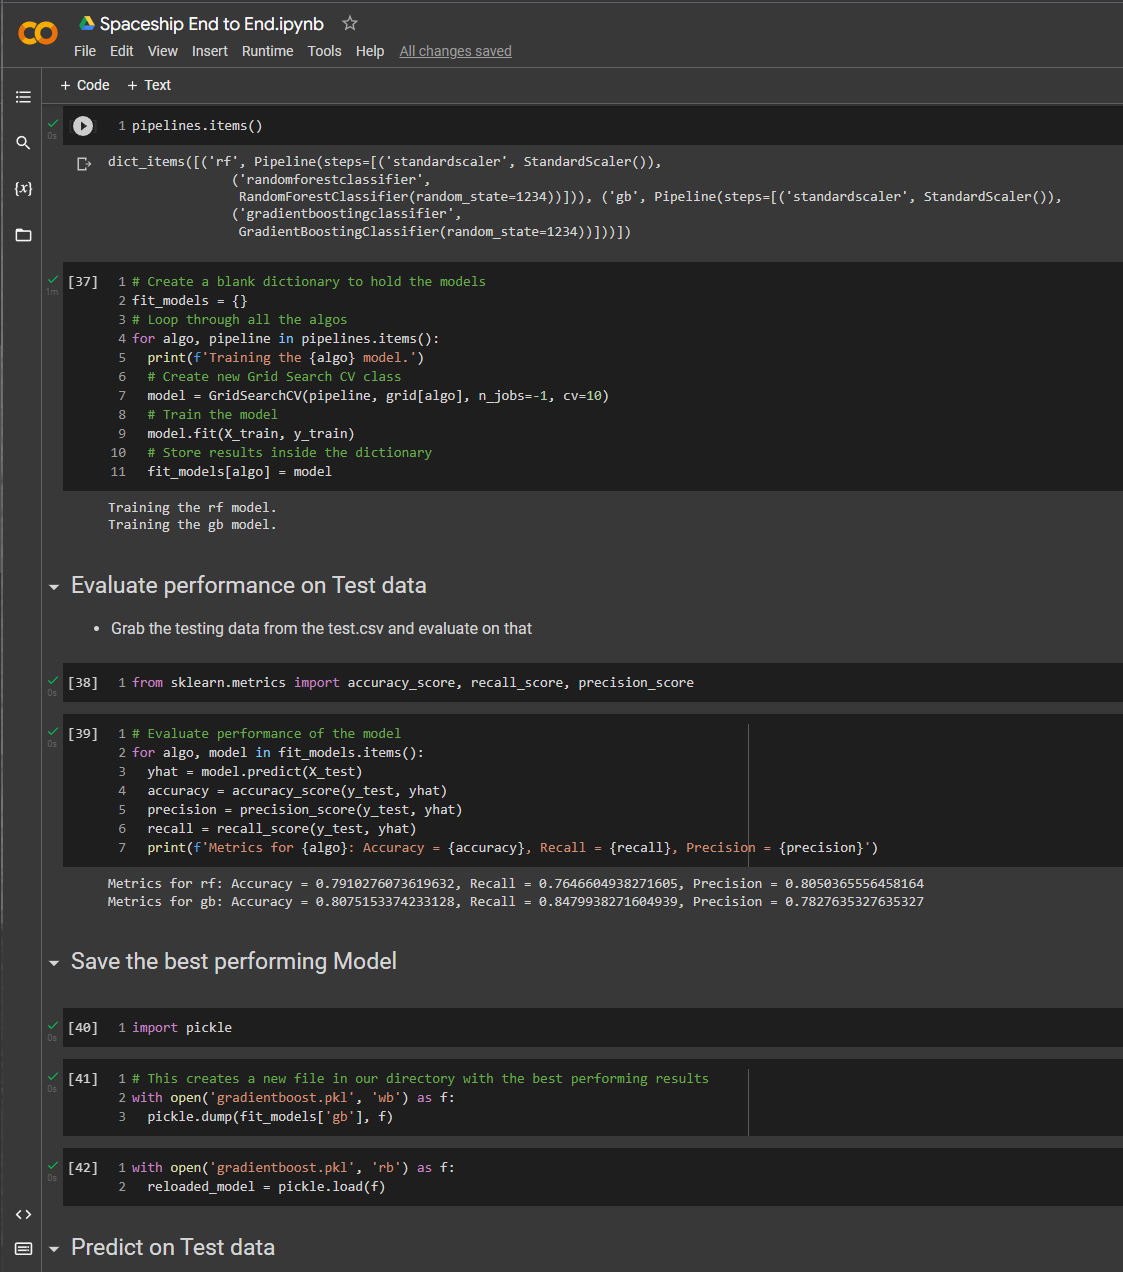 Spaceship End to End.ipynb
File Edit View Insert Runtime Tools Help All changes saved
+ Code + Text
0s
1 pipelines.items()
dict_items([('rf', Pipeline(steps=[('standardscaler', StandardScaler()),
('randomforestclassifier',
RandomForestClassifier(random_state=1234))])), ('gb', Pipeline(steps=[('standardscaler', StandardScaler()),
('gradientboostingclassifier',
GradientBoostingClassifier(random_state=1234))]))])
1m
[37] 1 # Create a blank dictionary to hold the models
2 fit_models = {}
3 # Loop through all the algos
4 for algo, pipeline in pipelines.items():
5 print(f'Training the {algo} model.')
6 # Create new Grid Search CV class
7 model = GridSearchCV(pipeline, grid[algo], n_jobs=-1, cv=10)
8 # Train the model
9 model.fit(X_train, y_train)
10 # Store results inside the dictionary
11 fit_models[algo] = model
Training the rf model.
Training the gb model.
Evaluate performance on Test data
• Grab the testing data from the test.csv and evaluate on that
0s
[38] 1 from sklearn.metrics import accuracy_score, recall_score, precision_score
0s
[39] 1 # Evaluate performance of the model
2 for algo, model in fit_models.items():
3 yhat = model.predict(X_test)
4 accuracy = accuracy_score(y_test, yhat)
5 precision = precision_score(y_test, yhat)
6 recall = recall_score(y_test, yhat)
7 print(f'Metrics for {algo}: Accuracy = {accuracy}, Recall = {recall}, Precision = {precision}')
Metrics for rf: Accuracy = 0.7910276073619632, Recall = 0.7646604938271605, Precision = 0.8050365556458164
Metrics for gb: Accuracy = 0.8075153374233128, Recall = 0.8479938271604939, Precision = 0.7827635327635327
Save the best performing Model
0s
[40] 1 import pickle
0s
[41] 1 # This creates a new file in our directory with the best performing results
2 with open('gradientboost.pkl', 'wb') as f:
3 pickle.dump(fit_models['gb'], f)
0s
[42] 1 with open('gradientboost.pkl', 'rb') as f:
2 reloaded_model = pickle.load(f)
Predict on Test data